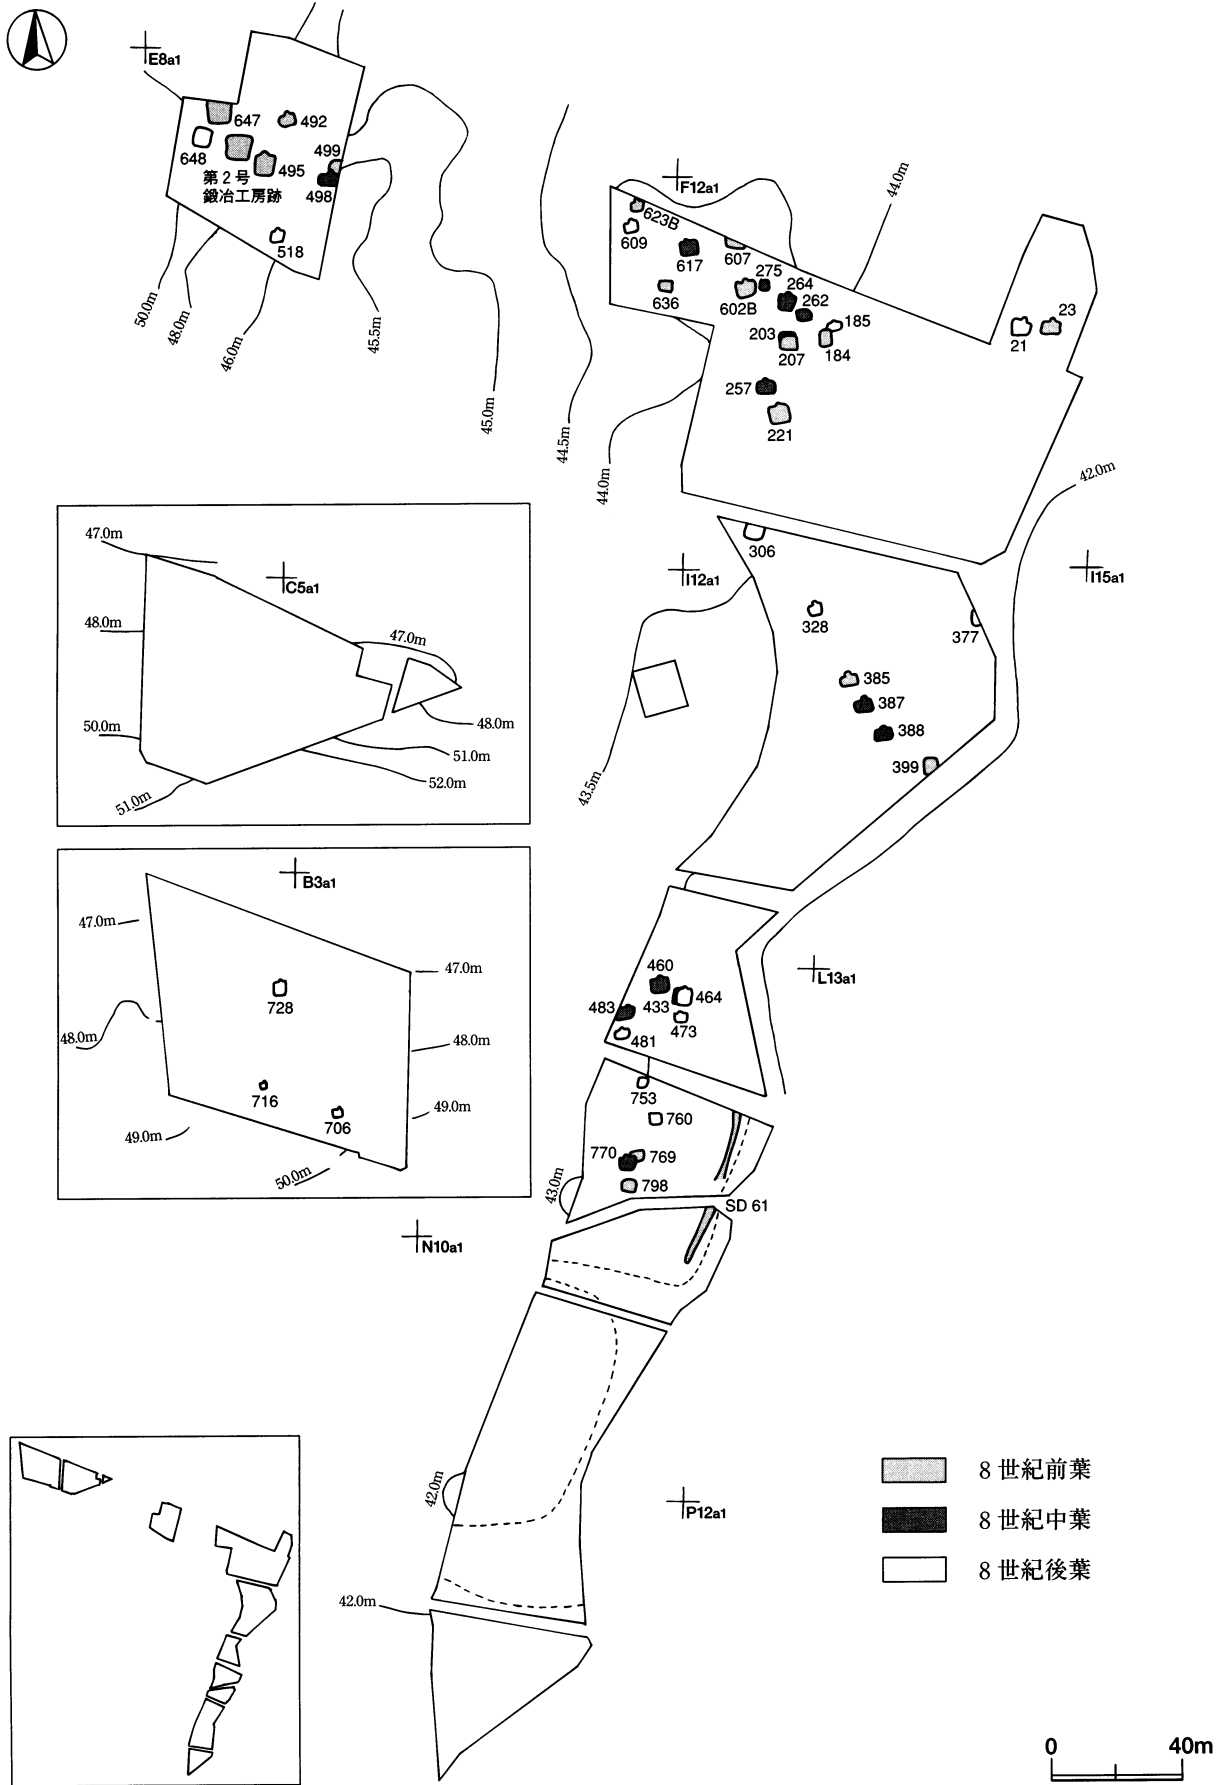 E8a1
647
492
648
499
495
第2号
鍛冶工房跡
498
518
50.0m
48.0m
46.0m
45.5m
45.0m
44.5m
44.0m
F12a1
44.0m
623B
609
617
607
275
264
636
602B
262
185
203
207
184
257
221
23
21
42.0m
306
I12a1
I15a1
328
377
385
387
388
399
43.5m
47.0m
C5a1
48.0m
47.0m
50.0m
48.0m
51.0m
52.0m
51.0m
B3a1
47.0m
47.0m
728
48.0m
48.0m
716
706
49.0m
49.0m
50.0m
460
L13a1
483
433
464
473
481
753
760
770
769
798
43.0m
SD 61
N10a1
42.0m
P12a1
42.0m
8世紀前葉
8世紀中葉
8世紀後葉
0
40m